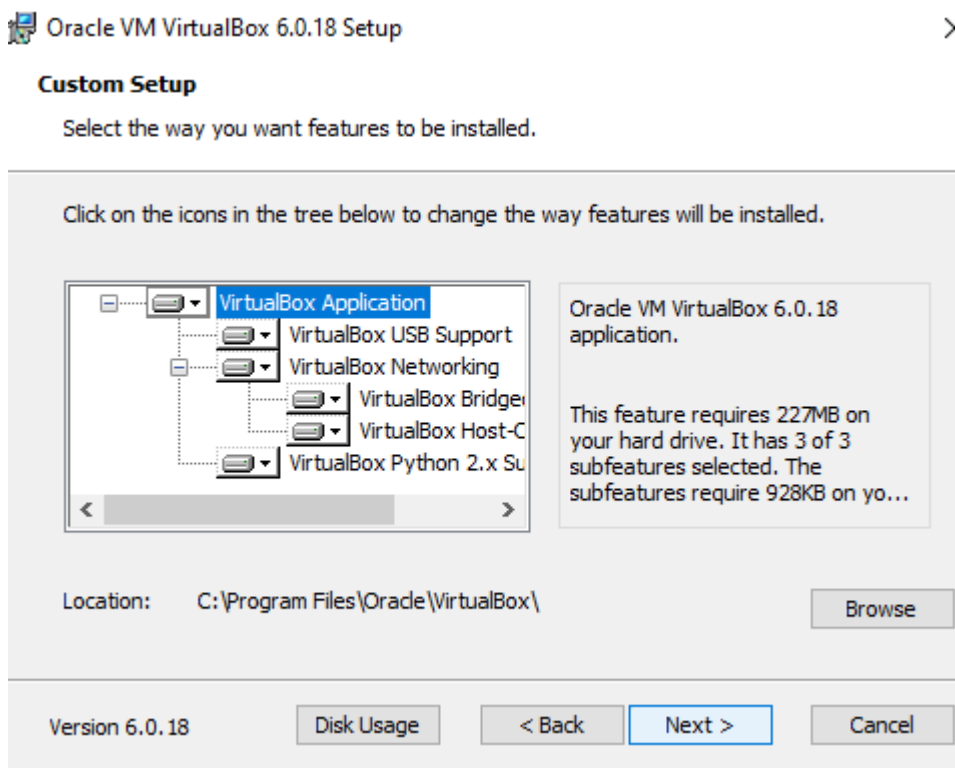 Oracle VM VirtualBox 6.0.18 Setup
Custom Setup
Select the way you want features to be installed.
Click on the icons in the tree below to change the way features will be installed.
VirtualBox Application
VirtualBox USB Support
VirtualBox Networking
VirtualBox Bridge
VirtualBox Host-C
VirtualBox Python 2.x Su
Oracle VM VirtualBox 6.0.18
application.
This feature requires 227MB on
your hard drive. It has 3 of 3
subfeatures selected. The
subfeatures require 928KB on yo...
Location: C:\Program Files\Oracle\VirtualBox\
Browse
Version 6.0.18
Disk Usage
< Back
Next >
Cancel